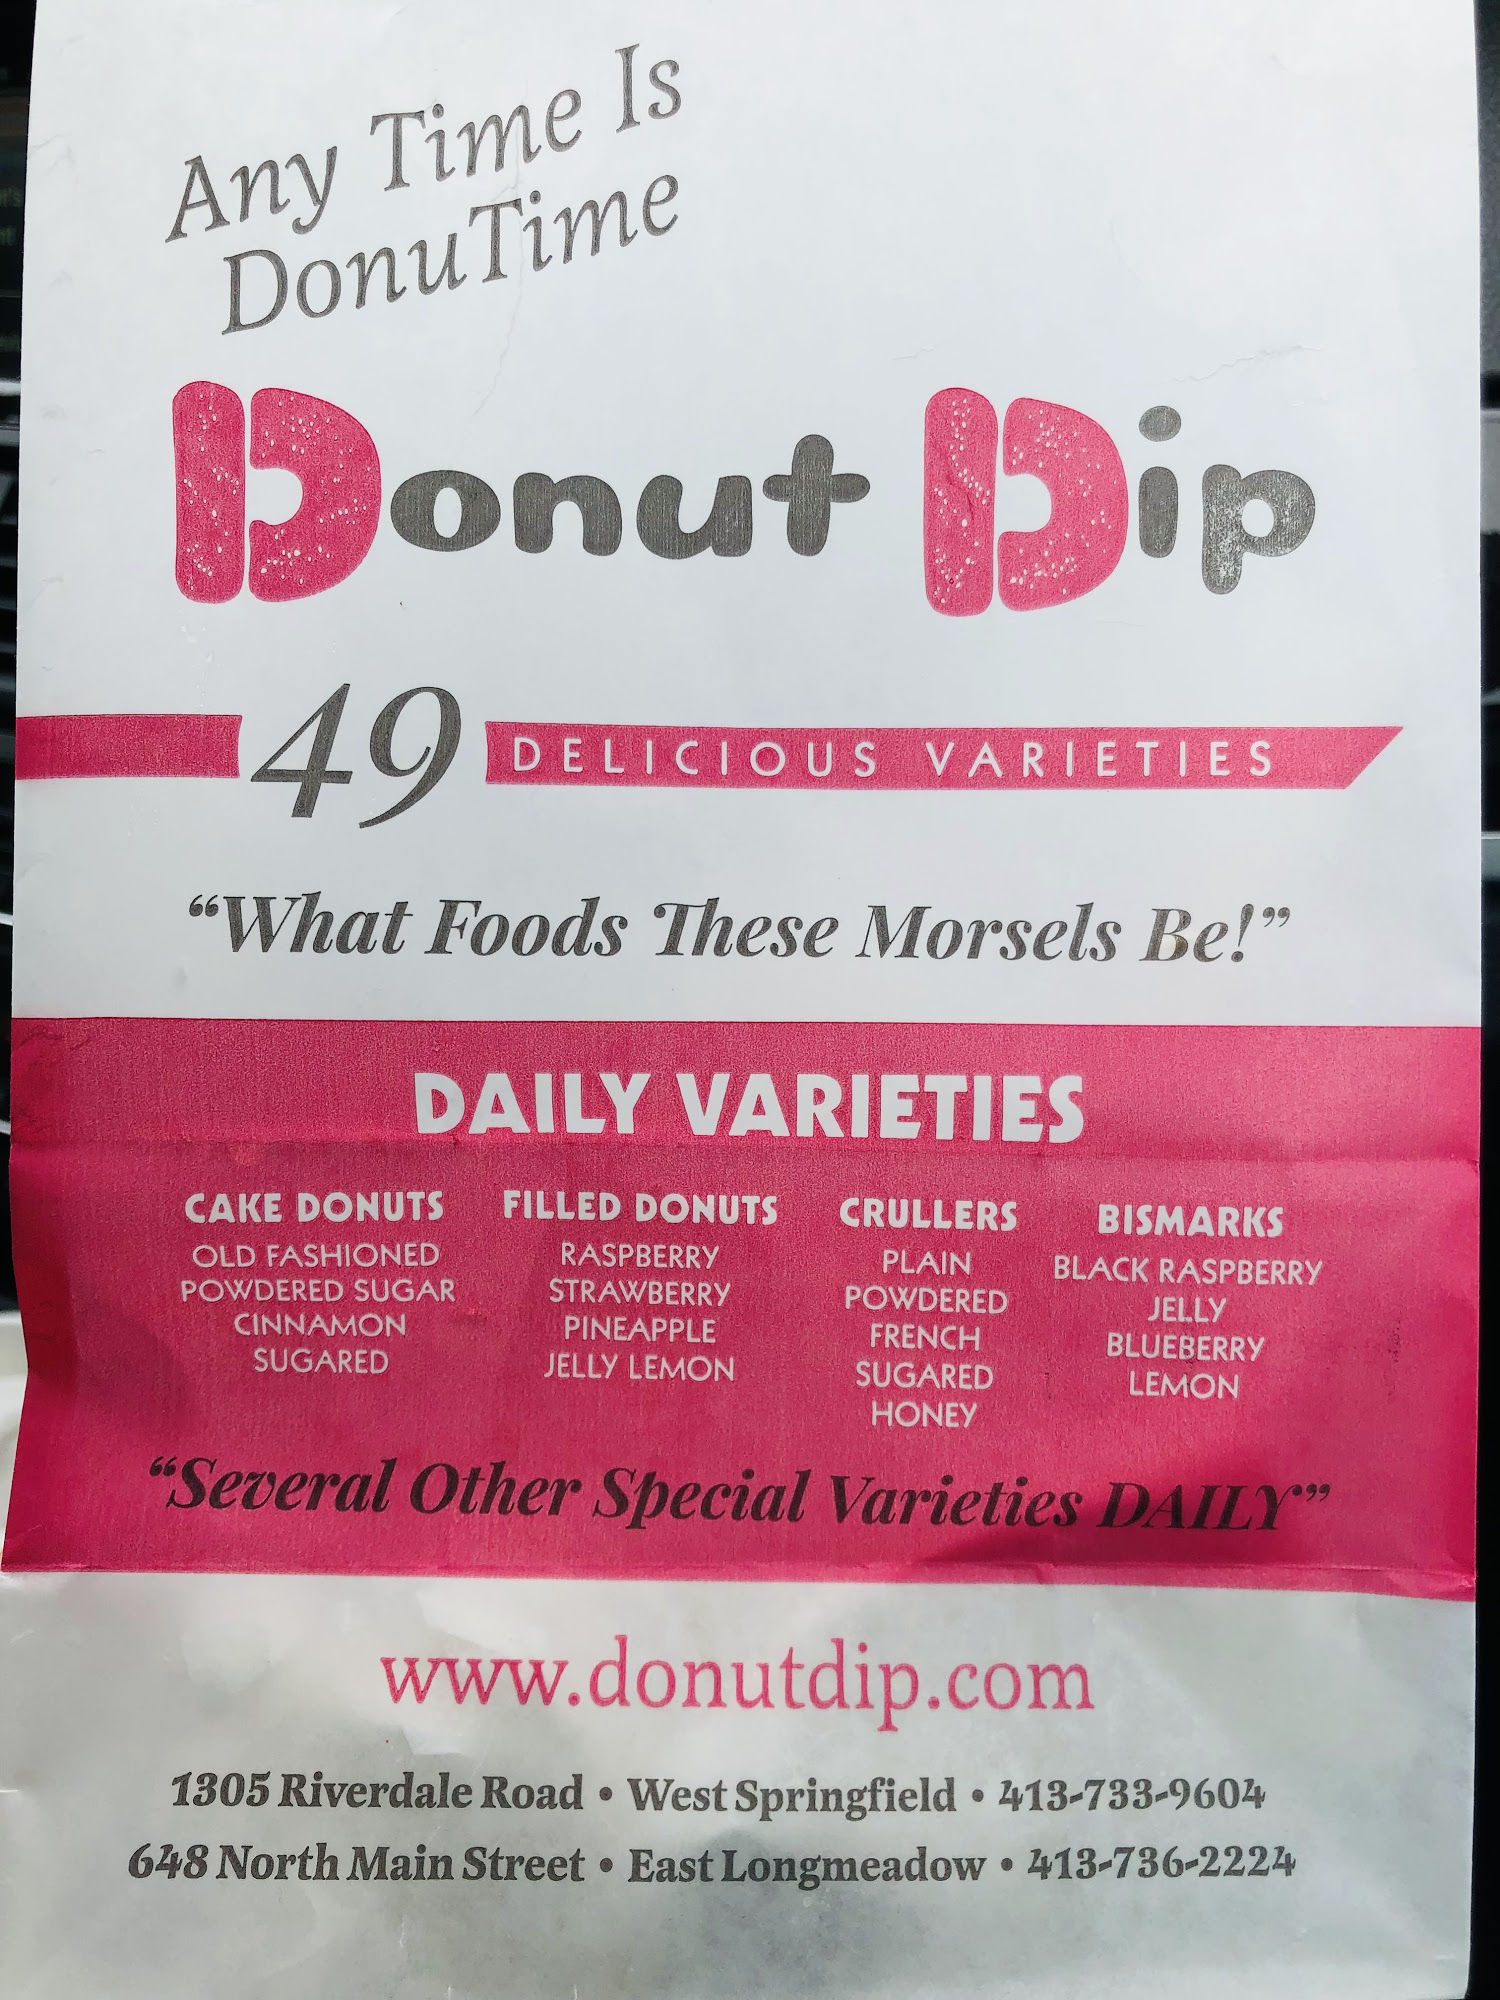 Any Time Is
DonuTime
Donut Dip
49 DELICIOUS VARIETIES
“What Foods These Morsels Be!”
DAILY VARIETIES
CAKE DONUTS
OLD FASHIONED
POWDERED SUGAR
CINNAMON
SUGARED
FILLED DONUTS
RASPBERRY
STRAWBERRY
PINEAPPLE
JELLY LEMON
CRULLERS
PLAIN
POWDERED
FRENCH
SUGARED
HONEY
BISMARKS
BLACK RASPBERRY
JELLY
BLUEBERRY
LEMON
“Several Other Special Varieties DAILY”
www.donutdip.com
1305 Riverdale Road • West Springfield • 413-733-9604
648 North Main Street • East Longmeadow • 413-736-2224